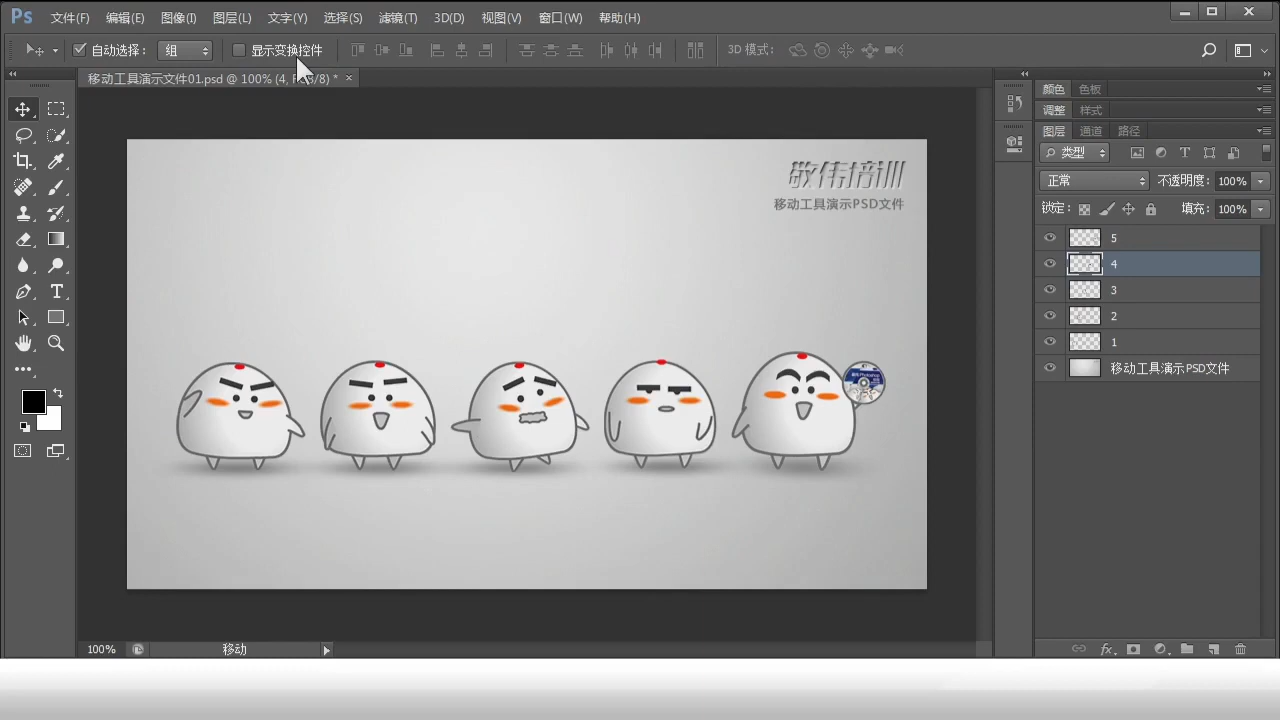 Ps 文件(F) 编辑(E) 图像(I) 图层(L) 文字(Y) 选择(S) 滤镜(T) 3D(D) 视图(V) 窗口(W) 帮助(H)
自动选择： 组 显示变换控件 3D 模式：
移动工具演示文件01.psd @ 100% (4, /8) * ×
颜色 色板
调整 样式
图层 通道 路径
类型
正常 不透明度： 100%
锁定： 填充： 100%
5
4
3
2
1
移动工具演示PSD文件
敬伟培训
移动工具演示PSD文件
100% 移动